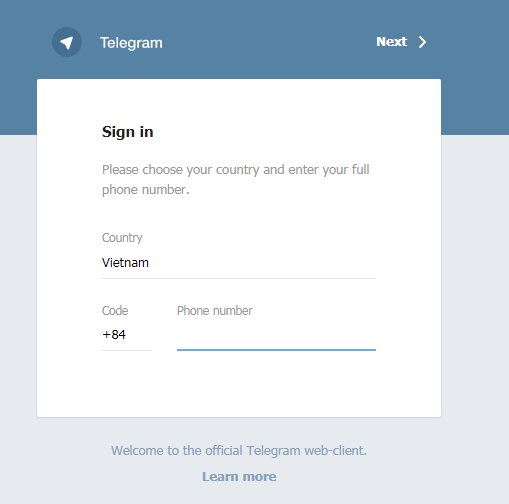 Telegram
Next
Sign in
Please choose your country and enter your full
phone number.
Country
Vietnam
Code
Phone number
+84
Welcome to the official Telegram web-client.
Learn more